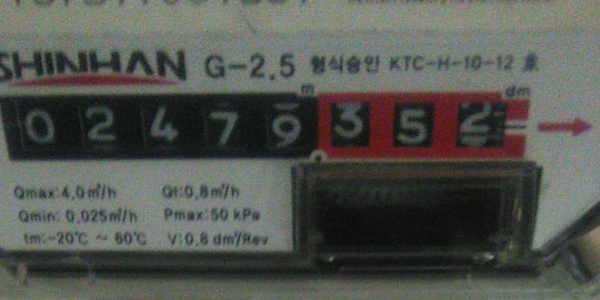 SHINHAN G-2.5 형식승인 KTC-H-10-12 호
m dm
0 2 4 7 9 3 5 2
Qmax:4.0㎥/h Qt:0.8㎥/h
Qmin: 0.025㎥/h Pmax:50 kPa
tm:-20℃ ~ 60℃ V:0.8 dm³/Rev